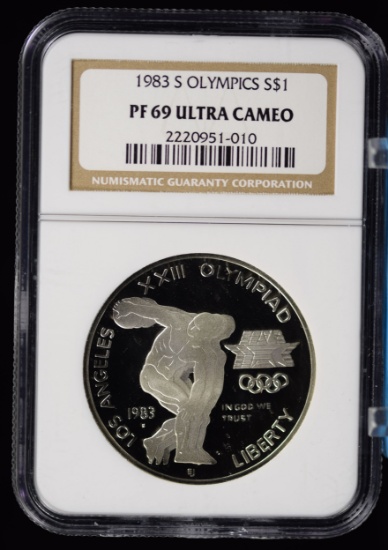 1983 S OLYMPICS S$1
PF 69 ULTRA CAMEO
2220951-010
NUMISMATIC GUARANTY CORPORATION
LOS ANGELES XXIII OLYMPIAD
1983
S
IN GOD WE
TRUST
LIBERTY